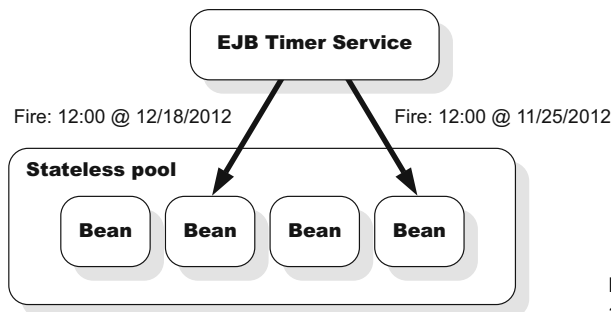 EJB Timer Service
Fire: 12:00 @ 12/18/2012
Fire: 12:00 @ 11/25/2012
Stateless pool
Bean Bean Bean Bean